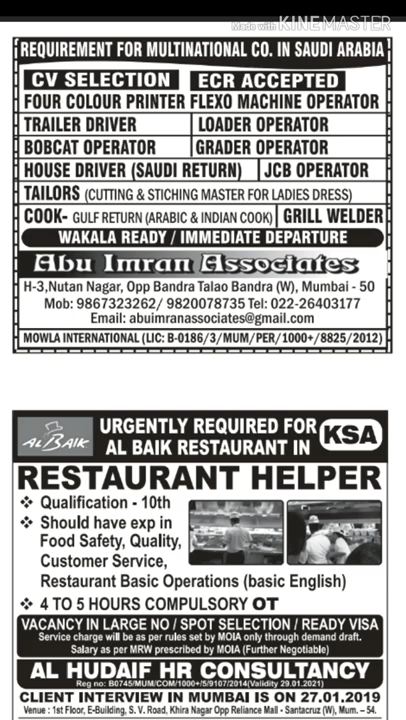 Made with KINEMASTER
REQUIREMENT FOR MULTINATIONAL CO. IN SAUDI ARABIA
CV SELECTION ECR ACCEPTED
FOUR COLOUR PRINTER FLEXO MACHINE OPERATOR
TRAILER DRIVER LOADER OPERATOR
BOBCAT OPERATOR GRADER OPERATOR
HOUSE DRIVER (SAUDI RETURN) JCB OPERATOR
TAILORS (CUTTING & STICHING MASTER FOR LADIES DRESS)
COOK- GULF RETURN (ARABIC & INDIAN COOK) GRILL WELDER
WAKALA READY / IMMEDIATE DEPARTURE
Abu Imran Associates
H-3,Nutan Nagar, Opp Bandra Talao Bandra (W), Mumbai - 50
Mob: 9867323262/ 9820078735 Tel: 022-26403177
Email: abuimranassociates@gmail.com
MOWLA INTERNATIONAL (LIC: B-0186/3/MUM/PER/1000+/8825/2012)
AL BAIK
URGENTLY REQUIRED FOR
AL BAIK RESTAURANT IN KSA
RESTAURANT HELPER
❖ Qualification - 10th
❖ Should have exp in
Food Safety, Quality,
Customer Service,
Restaurant Basic Operations (basic English)
❖ 4 TO 5 HOURS COMPULSORY OT
VACANCY IN LARGE NO / SPOT SELECTION / READY VISA
Service charge will be as per rules set by MOIA only through demand draft.
Salary as per MRW prescribed by MOIA (Further Negotiable)
AL HUDAIF HR CONSULTANCY
Reg no: B0745/MUM/COM/1000+/5/9107/2014(Validity 29.01.2021)
CLIENT INTERVIEW IN MUMBAI IS ON 27.01.2019
Venue : 1st Floor, E-Building, S. V. Road, Khira Nagar Opp Reliance Mall - Santacruz (W), Mum. – 54.